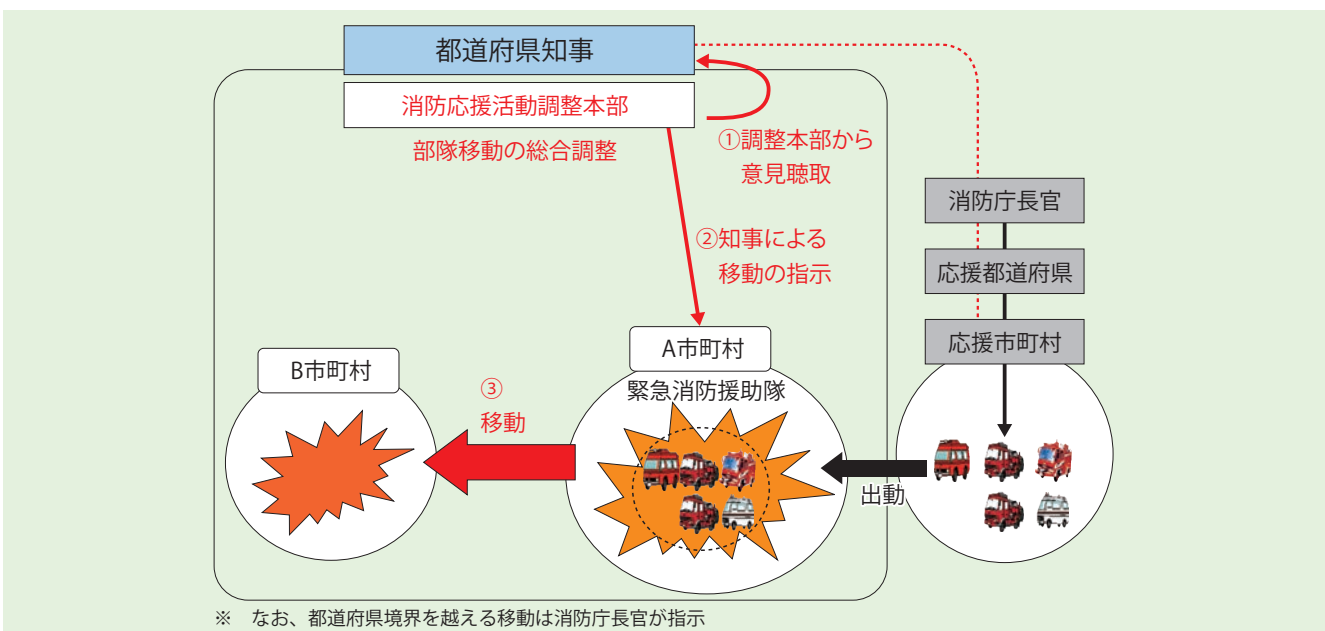 都道府県知事
消防応援活動調整本部
部隊移動の総合調整
①調整本部から
意見聴取
②知事による
移動の指示
消防庁長官
応援都道府県
応援市町村
A市町村
緊急消防援助隊
B市町村
③
移動
出動
※　なお、都道府県境界を越える移動は消防庁長官が指示